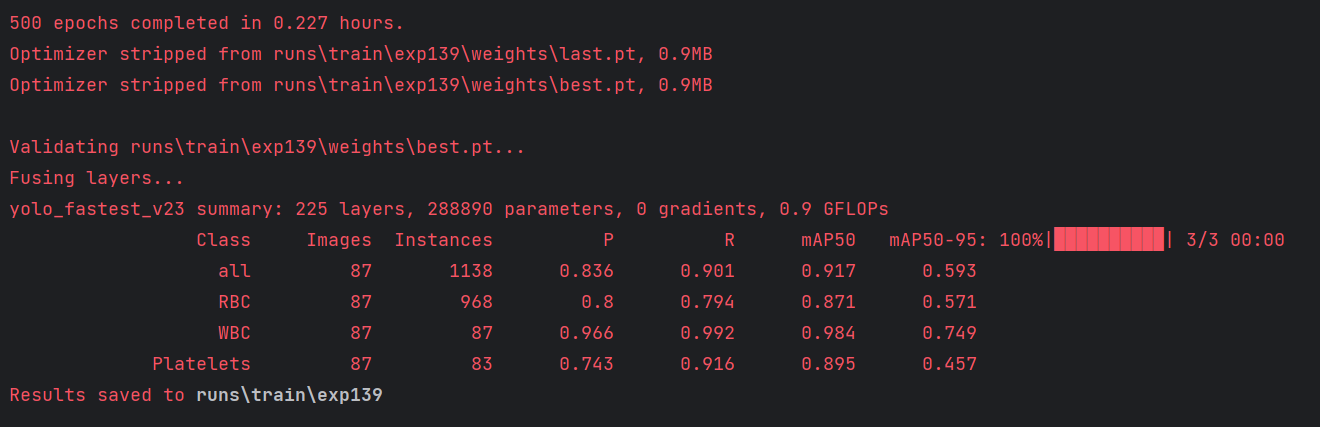 500 epochs completed in 0.227 hours.
Optimizer stripped from runs\train\exp139\weights\last.pt, 0.9MB
Optimizer stripped from runs\train\exp139\weights\best.pt, 0.9MB
Validating runs\train\exp139\weights\best.pt...
Fusing layers...
yolo_fastest_v23 summary: 225 layers, 288890 parameters, 0 gradients, 0.9 GFLOPs
Class Images Instances P R mAP50 mAP50-95: 100%|██████████| 3/3 00:00
all 87 1138 0.836 0.901 0.917 0.593
RBC 87 968 0.8 0.794 0.871 0.571
WBC 87 87 0.966 0.992 0.984 0.749
Platelets 87 83 0.743 0.916 0.895 0.457
Results saved to runs\train\exp139